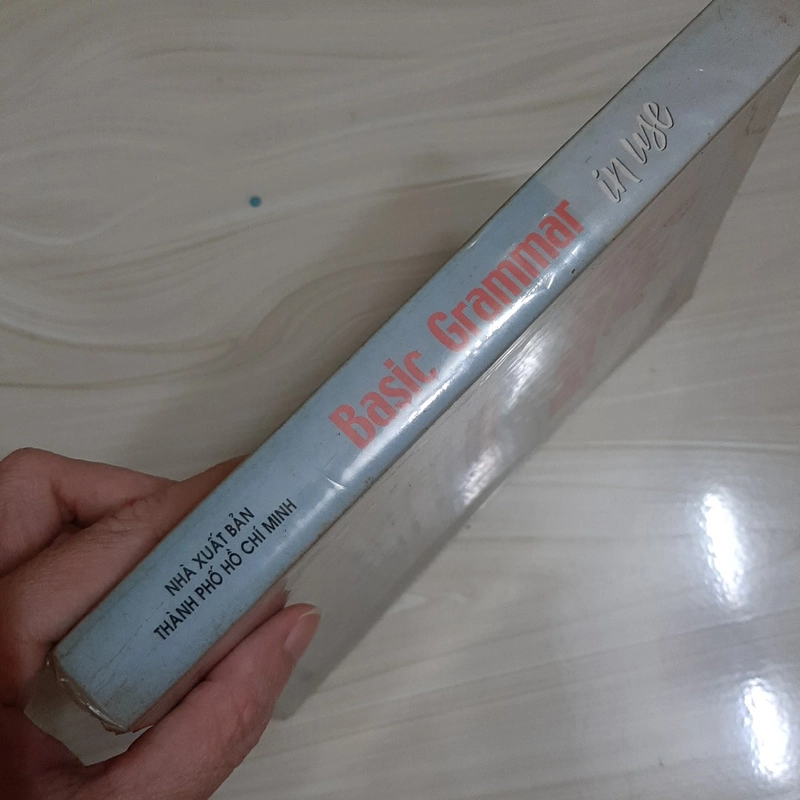 NHÀ XUẤT BẢN
THÀNH PHỐ HỒ CHÍ MINH
Basic Grammar in use